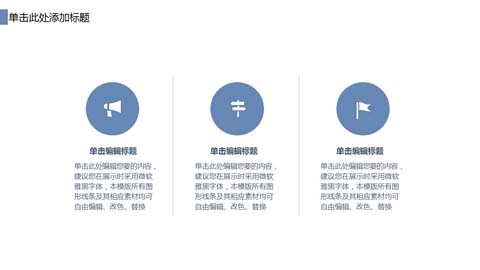 单击此处添加标题
单击编辑标题
单击此处编辑您要的内容，
建议您在展示时采用微软
雅黑字体，本模版所有图
形线条及其相应素材均可
自由编辑、改色、替换
单击编辑标题
单击此处编辑您要的内容，
建议您在展示时采用微软
雅黑字体，本模版所有图
形线条及其相应素材均可
自由编辑、改色、替换
单击编辑标题
单击此处编辑您要的内容，
建议您在展示时采用微软
雅黑字体，本模版所有图
形线条及其相应素材均可
自由编辑、改色、替换